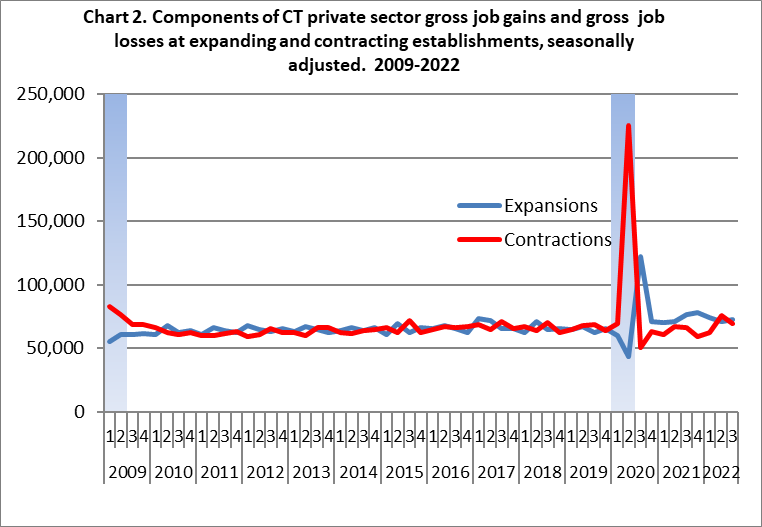 Chart 2. Components of CT private sector gross job gains and gross  job
losses at expanding and contracting establishments, seasonally
adjusted.  2009-2022
250,000
200,000
150,000
100,000
50,000
0
Expansions
Contractions
1 2 3 4 1 2 3 4 1 2 3 4 1 2 3 4 1 2 3 4 1 2 3 4 1 2 3 4 1 2 3 4 1 2 3 4 1 2 3 4 1 2 3 4 1 2 3 4 1 2 3 4 1 2 3
2009 2010 2011 2012 2013 2014 2015 2016 2017 2018 2019 2020 2021 2022